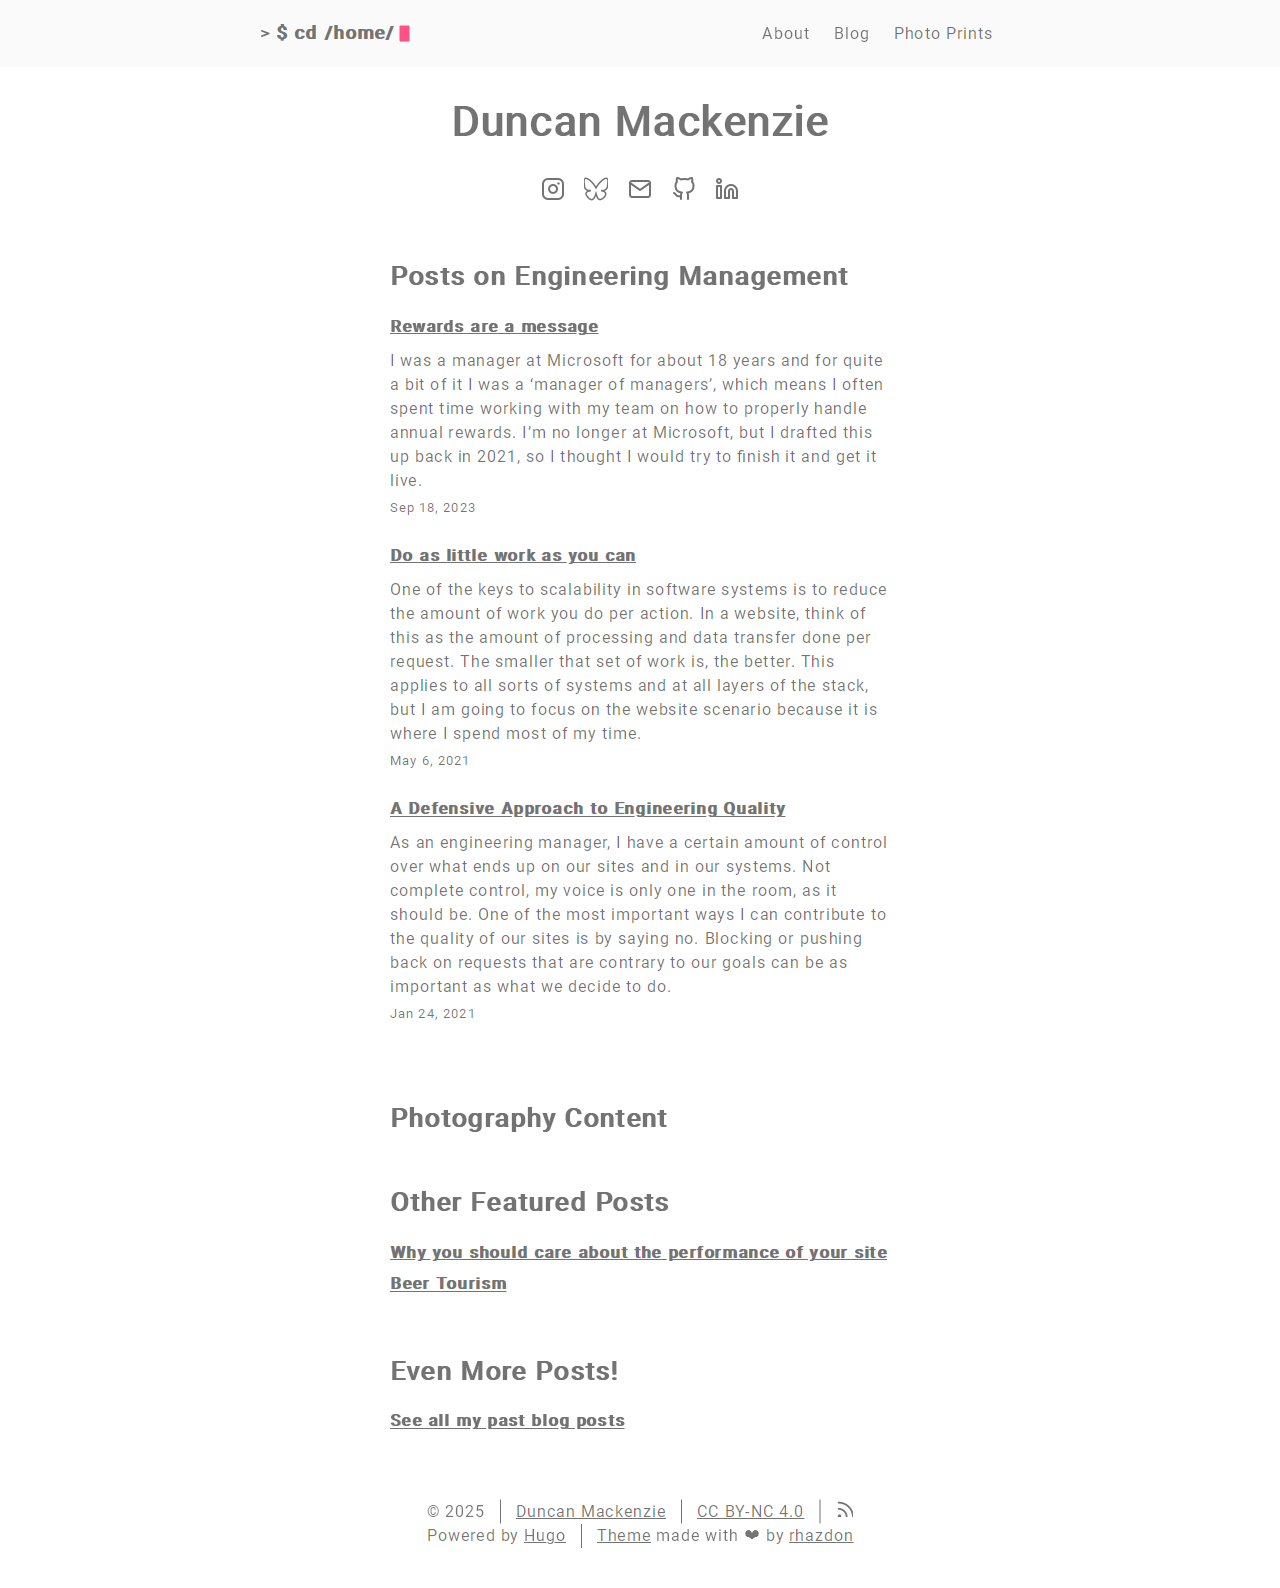 > $ cd /home/
About Blog Photo Prints
Duncan Mackenzie
Posts on Engineering Management
Rewards are a message
I was a manager at Microsoft for about 18 years and for quite
a bit of it I was a ‘manager of managers’, which means I often
spent time working with my team on how to properly handle
annual rewards. I’m no longer at Microsoft, but I drafted this
up back in 2021, so I thought I would try to finish it and get it
live.
Sep 18, 2023
Do as little work as you can
One of the keys to scalability in software systems is to reduce
the amount of work you do per action. In a website, think of
this as the amount of processing and data transfer done per
request. The smaller that set of work is, the better. This
applies to all sorts of systems and at all layers of the stack,
but I am going to focus on the website scenario because it is
where I spend most of my time.
May 6, 2021
A Defensive Approach to Engineering Quality
As an engineering manager, I have a certain amount of control
over what ends up on our sites and in our systems. Not
complete control, my voice is only one in the room, as it
should be. One of the most important ways I can contribute to
the quality of our sites is by saying no. Blocking or pushing
back on requests that are contrary to our goals can be as
important as what we decide to do.
Jan 24, 2021
Photography Content
Other Featured Posts
Why you should care about the performance of your site
Beer Tourism
Even More Posts!
See all my past blog posts
© 2025 | Duncan Mackenzie | CC BY-NC 4.0 |
Powered by Hugo | Theme made with ❤ by rhazdon